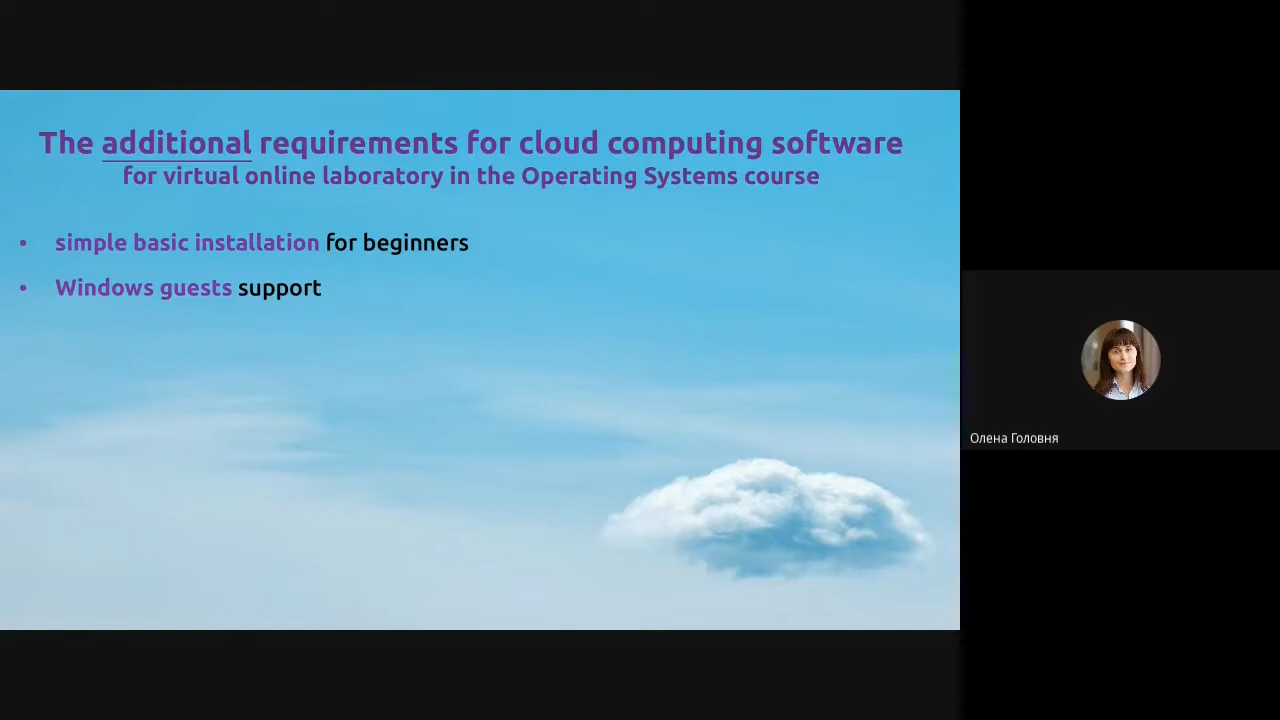 The additional requirements for cloud computing software
for virtual online laboratory in the Operating Systems course
• simple basic installation for beginners
• Windows guests support
Олена Головня